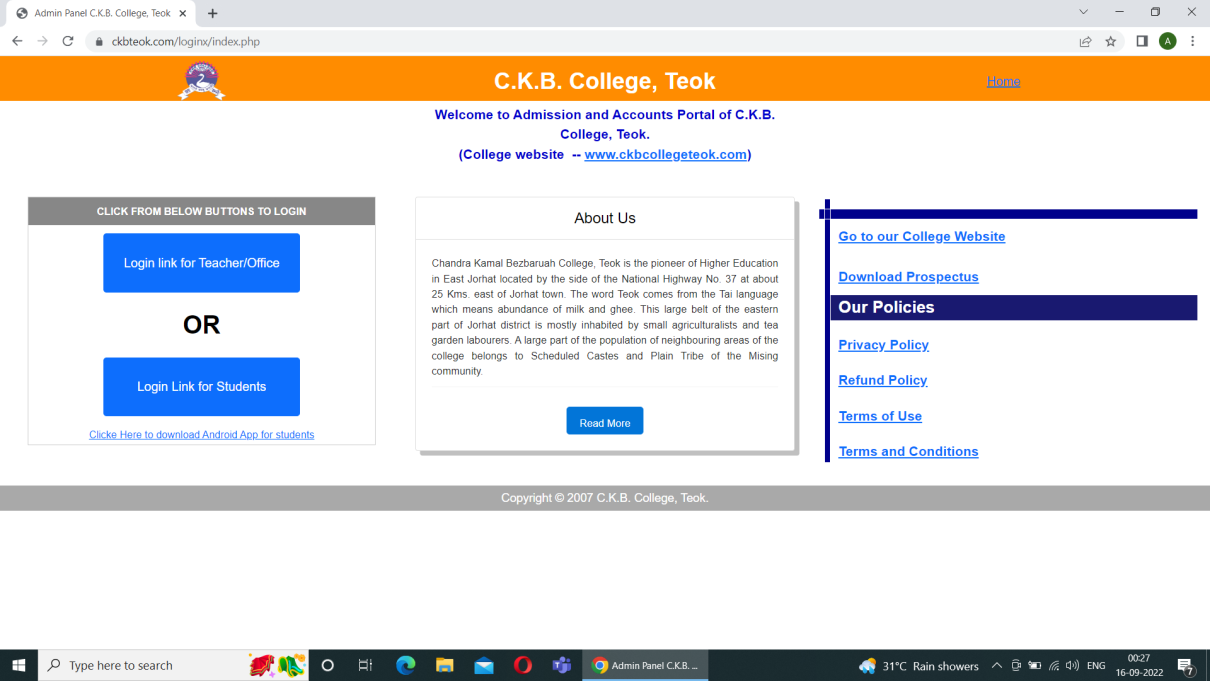 Admin Panel C.K.B. College, Teok
ckbteok.com/loginx/index.php
A
C.K.B. College, Teok
Home
Welcome to Admission and Accounts Portal of C.K.B.
College, Teok.
(College website -- www.ckbcollegeteok.com)
CLICK FROM BELOW BUTTONS TO LOGIN
Login link for Teacher/Office
OR
Login Link for Students
Clicke Here to download Android App for students
About Us
Chandra Kamal Bezbaruah College, Teok is the pioneer of Higher Education
in East Jorhat located by the side of the National Highway No. 37 at about
25 Kms. east of Jorhat town. The word Teok comes from the Tai language
which means abundance of milk and ghee. This large belt of the eastern
part of Jorhat district is mostly inhabited by small agriculturalists and tea
garden labourers. A large part of the population of neighbouring areas of the
college belongs to Scheduled Castes and Plain Tribe of the Mising
community.
Read More
Go to our College Website
Download Prospectus
Our Policies
Privacy Policy
Refund Policy
Terms of Use
Terms and Conditions
Copyright © 2007 C.K.B. College, Teok.
Type here to search
Admin Panel C.K.B. ...
31°C Rain showers
ENG
00:27
16-09-2022
7